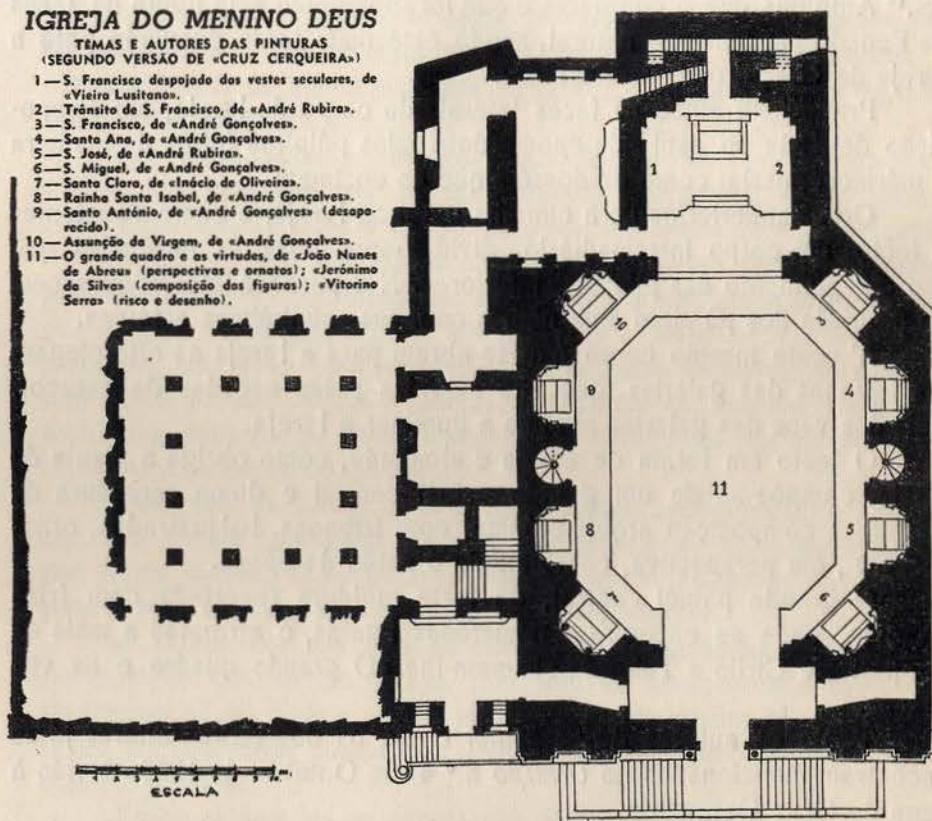 IGREJA DO MENINO DEUS
TEMAS E AUTORES DAS PINTURAS
(SEGUNDO VERSÃO DE «CRUZ CERQUEIRA»)
1 — S. Francisco despojado das vestes seculares, de
«Vieira Lusitano».
2 — Trânsito de S. Francisco, de «André Rubira».
3 — S. Francisco, de «André Gonçalves».
4 — Santa Ana, de «André Gonçalves».
5 — S. José, de «André Rubira».
6 — S. Miguel, de «André Gonçalves».
7 — Santa Clara, de «Inácio de Oliveira».
8 — Rainha Santa Isabel, de «André Gonçalves».
9 — Santo António, de «André Gonçalves» (desapa-
recido).
10 — Assunção da Virgem, de «André Gonçalves».
11 — O grande quadro e as virtudes, de «João Nunes
de Abreu» (perspectivas e ornatos); «Jerónimo
da Silva» (composição das figuras); «Vitorino
Serra» (risco e desenho).
1 2
10 3
9 4
11
8 5
7 6
ESCALA